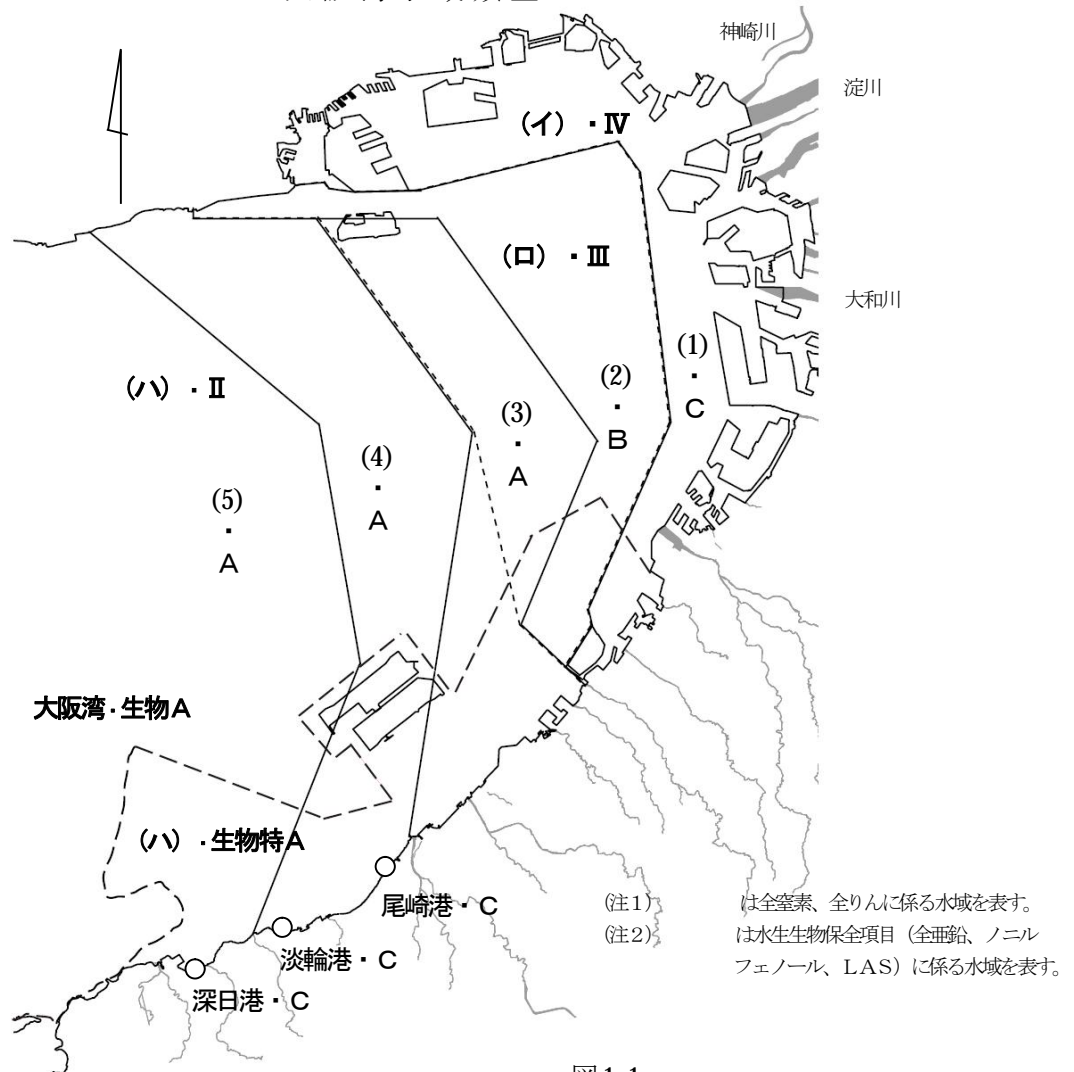 神崎川
淀川
(イ)・Ⅳ
(ロ)・Ⅲ
大和川
(1)
・
C
(2)
・
B
(ハ)・Ⅱ
(3)
・
A
(4)
・
A
(5)
・
A
大阪湾・生物A
(ハ)・生物特A
尾崎港・C
淡輪港・C
深日港・C
(注1) は全窒素、全りんに係る水域を表す。
(注2) は水生生物保全項目(全亜鉛、ノニル
フェノール、LAS)に係る水域を表す。